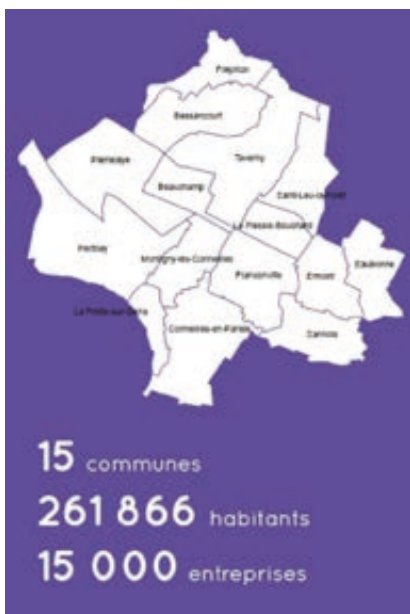 Frépillon
Bessancourt
Pierrelaye
Taverny
Beauchamp
Saint-Leu-la-Forêt
Le Plessis-Bouchard
Herblay
Montigny-lès-Cormeilles
Franconville
Ermont
Eaubonne
La Frette-sur-Seine
Cormeilles-en-Parisis
Sannois
15 communes
261 866 habitants
15 000 entreprises